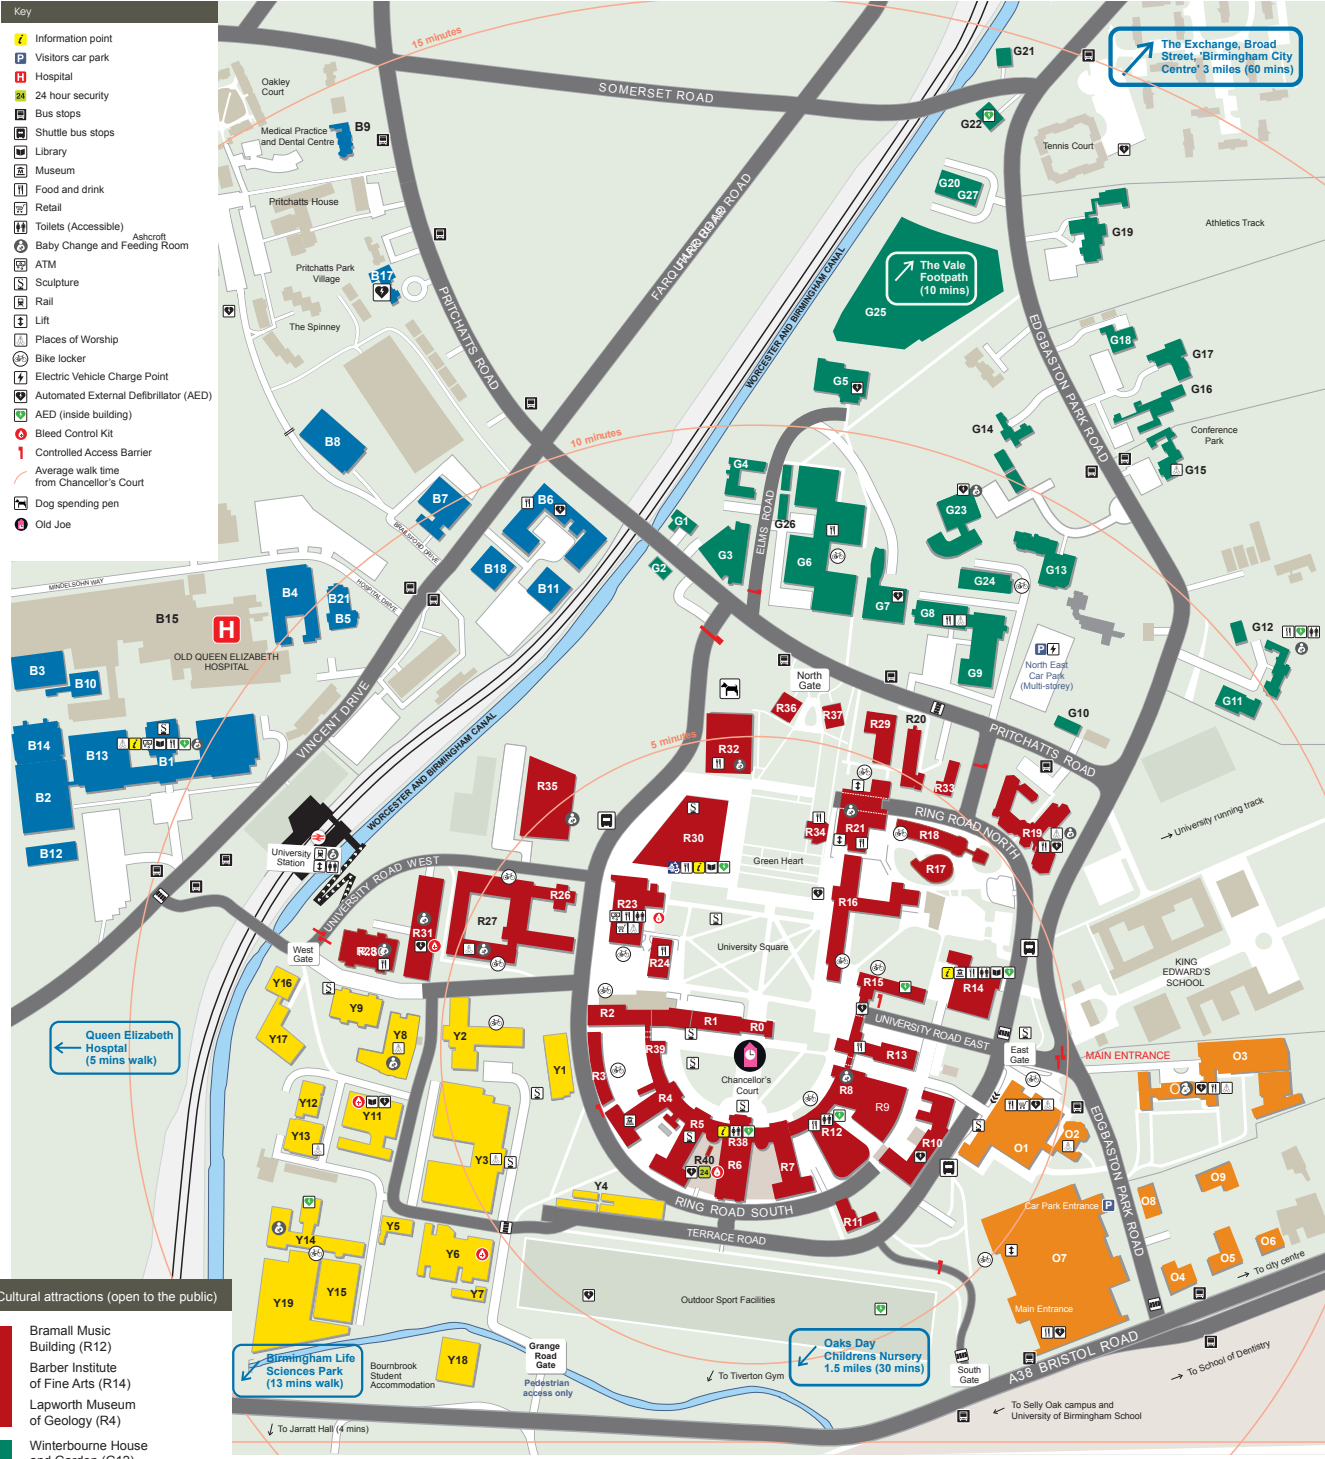 Key
Information point
Visitors car park
Hospital
24 hour security
Bus stops
Shuttle bus stops
Library
Museum
Food and drink
Retail
Toilets (Accessible)
Ashcroft
Baby Change and Feeding Room
ATM
Sculpture
Rail
Lift
Places of Worship
Bike locker
Electric Vehicle Charge Point
Automated External Defibrillator (AED)
AED (inside building)
Bleed Control Kit
Controlled Access Barrier
Average walk time
from Chancellor's Court
Dog spending pen
Old Joe
15 minutes
The Exchange, Broad
Street, 'Birmingham City
Centre' 3 miles (60 mins)
G21
SOMERSET ROAD
Oakley
Court
Medical Practice
and Dental Centre
B9
G22
Tennis Court
G20
G27
Pritchatts House
G19
Athletics Track
FARQUHAR ROAD
Pritchatts Park
Village
B17
The Vale
Footpath
(10 mins)
G25
The Spinney
PRITCHATTS ROAD
WORCESTER AND BIRMINGHAM CANAL
EDGBASTON PARK ROAD
G18
G17
G5
G16
G14
Conference
Park
G15
B8
10 minutes
G4
B7
B6
G23
G1
ELMS ROAD
G26
BRAILSFORD DRIVE
G3
G6
G13
B18
B11
G2
G24
MINDELSOHN WAY
HOSPITAL DRIVE
B4
B21
B5
G7
G8
B15
H
OLD QUEEN ELIZABETH
HOSPITAL
G12
B3
B10
North East
Car Park
(Multi-storey)
G9
North
Gate
G11
VINCENT DRIVE
R36
R37
R29
R20
G10
PRITCHATTS ROAD
B14
B13
B1
5 minutes
R32
B2
R35
R33
WORCESTER AND BIRMINGHAM CANAL
R30
R34
R21
RING ROAD NORTH
R18
R19
University running track
B12
University
Station
Green Heart
R17
UNIVERSITY ROAD WEST
R26
R23
R27
R16
R31
University Square
West
Gate
R24
KING
EDWARD'S
SCHOOL
Y16
R15
R14
Y9
R2
R1
R0
Y17
Y8
Y2
UNIVERSITY ROAD EAST
Queen Elizabeth
Hosptal
(5 mins walk)
R39
R13
East
Gate
MAIN ENTRANCE
O3
Y1
R3
Chancellor's
Court
R8
Y12
Y11
R4
R9
Y13
R5
R12
R10
O1
O2
R38
Y3
R40
24
R6
R7
EDGBASTON PARK ROAD
O9
Y4
O8
RING ROAD SOUTH
Car Park Entrance
R11
Y14
Y5
TERRACE ROAD
Y6
O7
O6
O5
To city centre
O4
Y19
Y15
Y7
Outdoor Sport Facilities
Main Entrance
Cultural attractions (open to the public)
Bramall Music
Building (R12)
Barber Institute
of Fine Arts (R14)
Lapworth Museum
of Geology (R4)
Winterbourne House
and Garden (G12)
Birmingham Life
Sciences Park
(13 mins walk)
Bournbrook
Student
Accommodation
Y18
Grange
Road
Gate
Pedestrian
access only
To Tiverton Gym
Oaks Day
Childrens Nursery
1.5 miles (30 mins)
A38 BRISTOL ROAD
South
Gate
To School of Dentistry
To Selly Oak campus and
University of Birmingham School
To Jarratt Hall (4 mins)